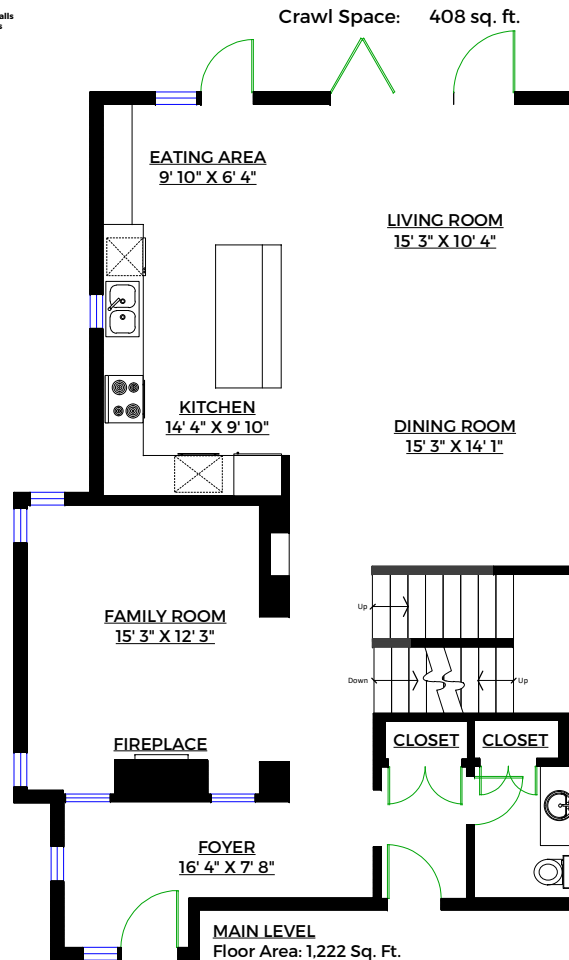 alls
s
Crawl Space: 408 sq. ft.
EATING AREA
9' 10" X 6' 4"
LIVING ROOM
15' 3" X 10' 4"
KITCHEN
14' 4" X 9' 10"
DINING ROOM
15' 3" X 14' 1"
FAMILY ROOM
15' 3" X 12' 3"
Up
Down
Up
FIREPLACE
CLOSET
CLOSET
FOYER
16' 4" X 7' 8"
MAIN LEVEL
Floor Area: 1,222 Sq. Ft.